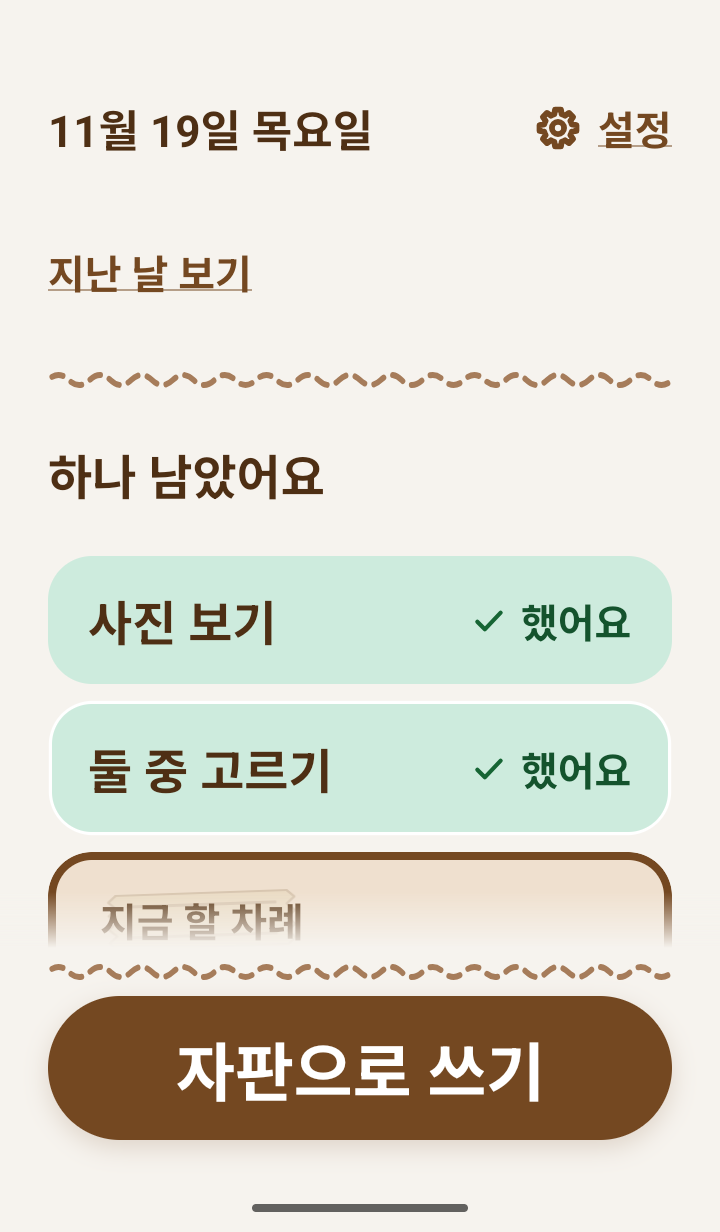 11월 19일 목요일
설정
지난 날 보기
하나 남았어요
사진 보기
했어요
둘 중 고르기
했어요
지금 할 차례
자판으로 쓰기